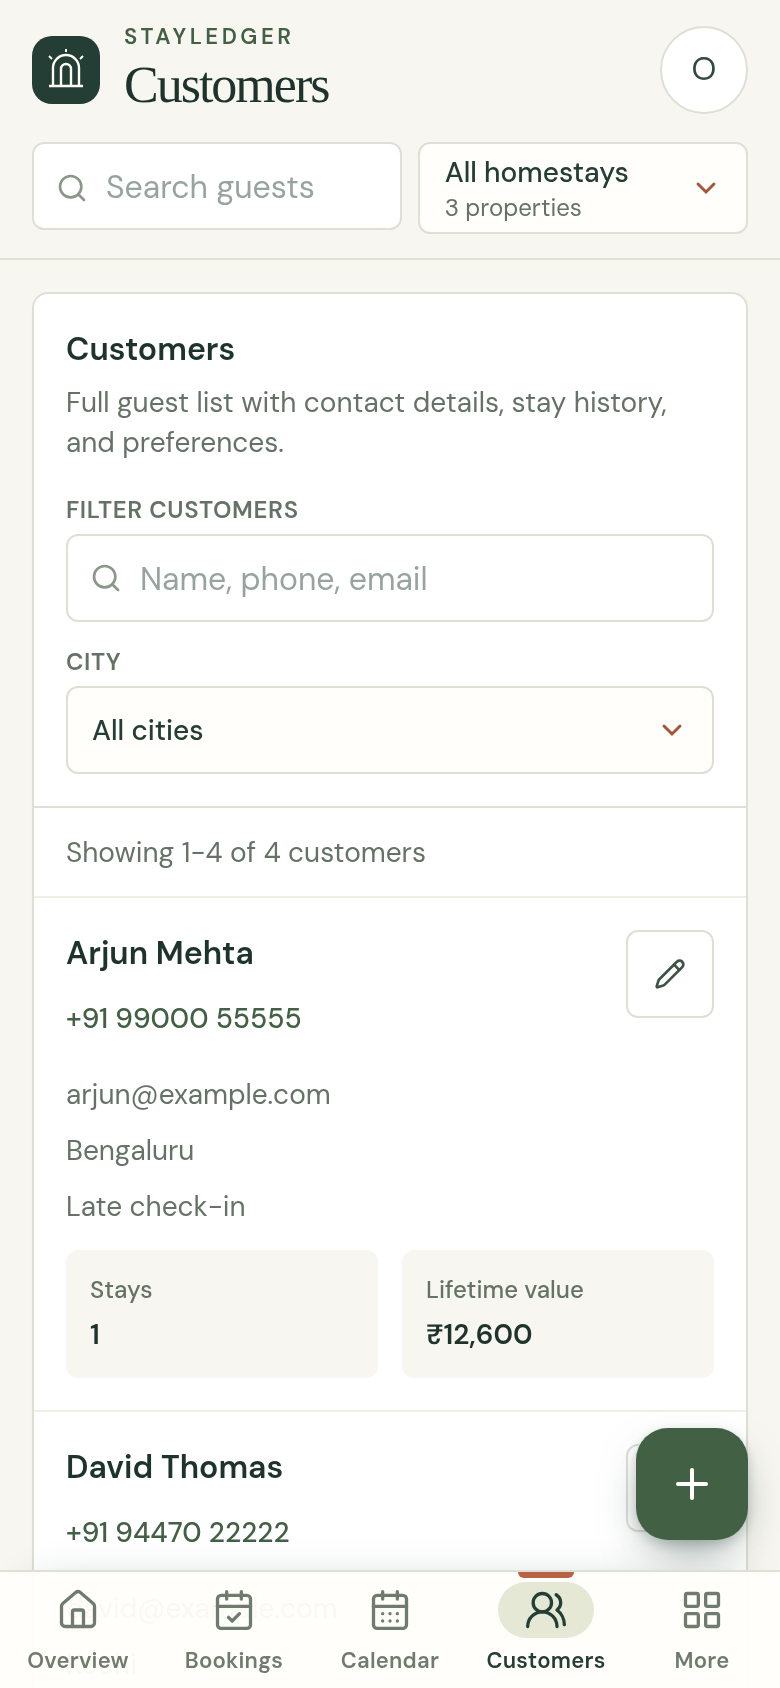 STAYLEDGER
Customers
O
Search guests
All homestays
3 properties
Customers
Full guest list with contact details, stay history,
and preferences.
FILTER CUSTOMERS
Name, phone, email
CITY
All cities
Showing 1-4 of 4 customers
Arjun Mehta
+91 99000 55555
arjun@example.com
Bengaluru
Late check-in
Stays
1
Lifetime value
₹12,600
David Thomas
+91 94470 22222
Overview
Bookings
Calendar
Customers
More